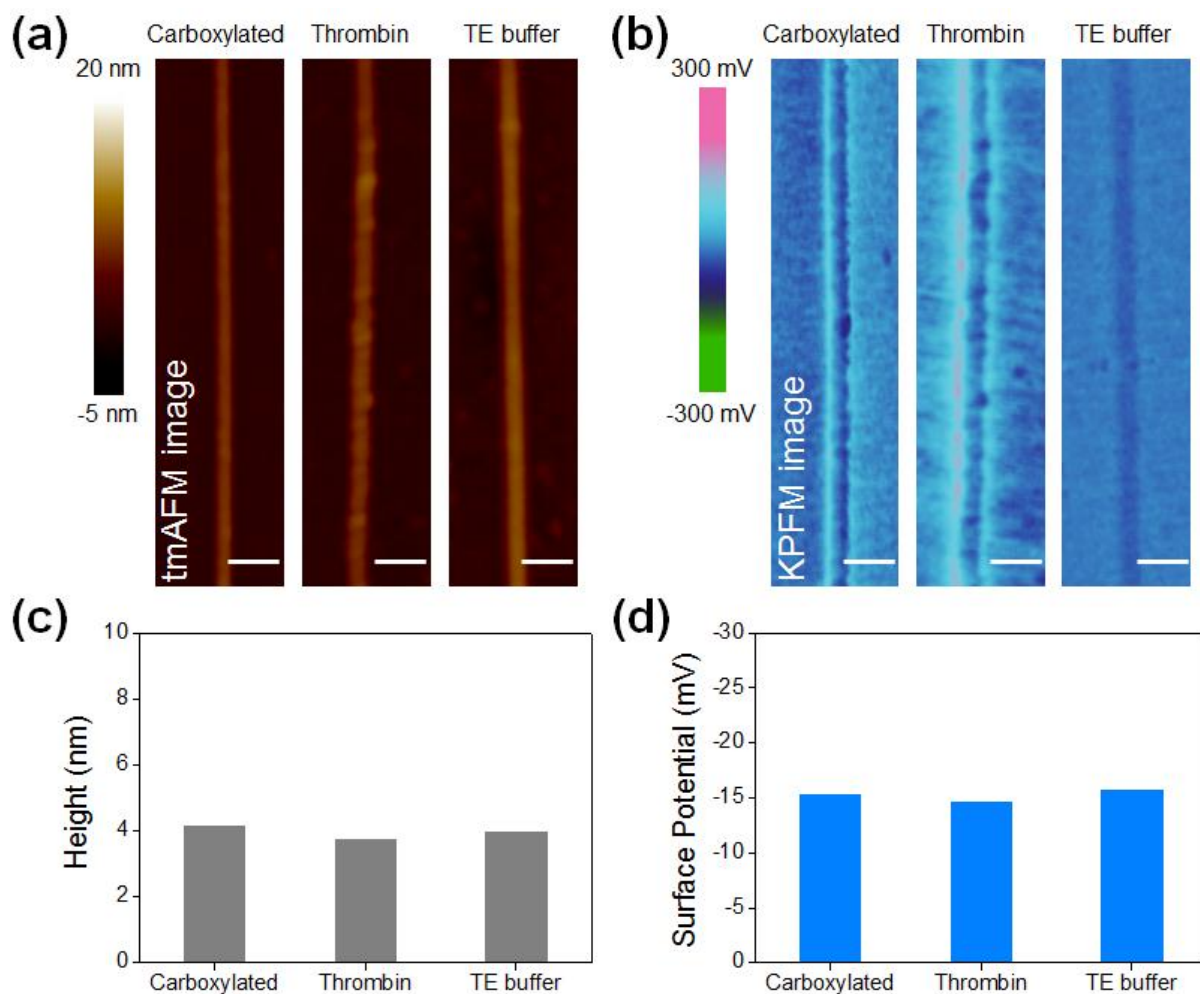 (a)
Carboxylated Thrombin TE buffer
20 nm
-5 nm
tmAFM image
(b)
Carboxylated Thrombin TE buffer
300 mV
-300 mV
KPFM image
(c)
Height (nm)
10
8
6
4
2
0
Carboxylated Thrombin TE buffer
(d)
Surface Potential (mV)
-30
-25
-20
-15
-10
-5
0
Carboxylated Thrombin TE buffer